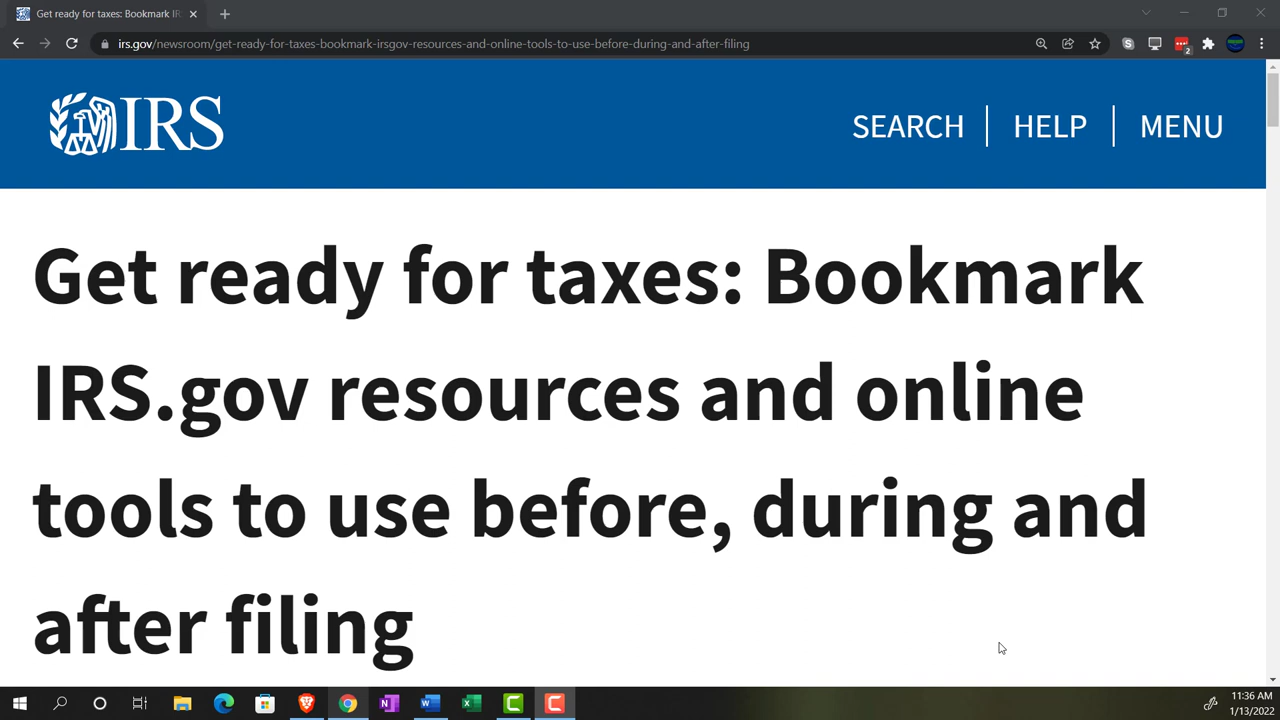 Get ready for taxes: Bookmark IR
irs.gov/newsroom/get-ready-for-taxes-bookmark-irsgov-resources-and-online-tools-to-use-before-during-and-after-filing
2
IRS
SEARCH | HELP | MENU
Get ready for taxes: Bookmark
IRS.gov resources and online
tools to use before, during and
after filing
11:36 AM
1/13/2022